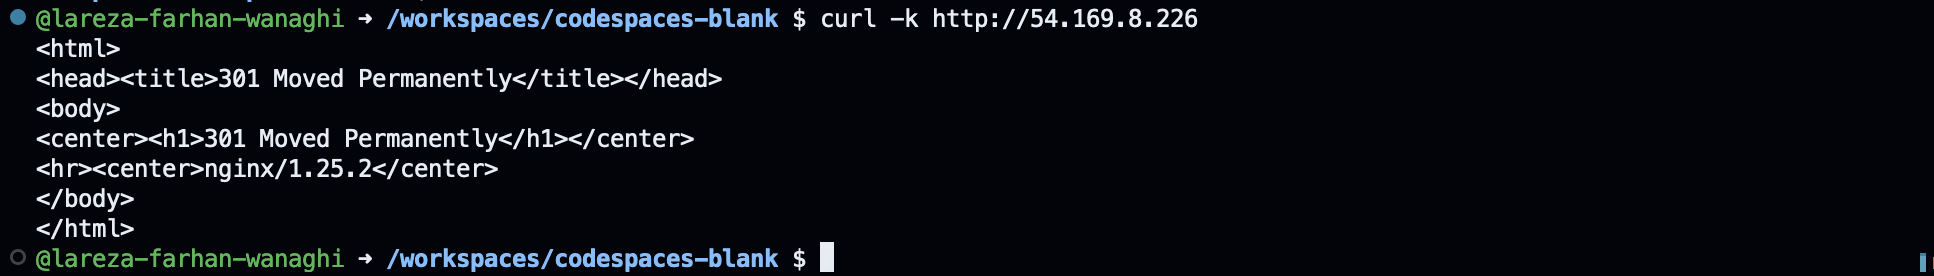 @lareza-farhan-wanaghi ➜ /workspaces/codespaces-blank $ curl -k http://54.169.8.226
<html>
<head><title>301 Moved Permanently</title></head>
<body>
<center><h1>301 Moved Permanently</h1></center>
<hr><center>nginx/1.25.2</center>
</body>
</html>
@lareza-farhan-wanaghi ➜ /workspaces/codespaces-blank $